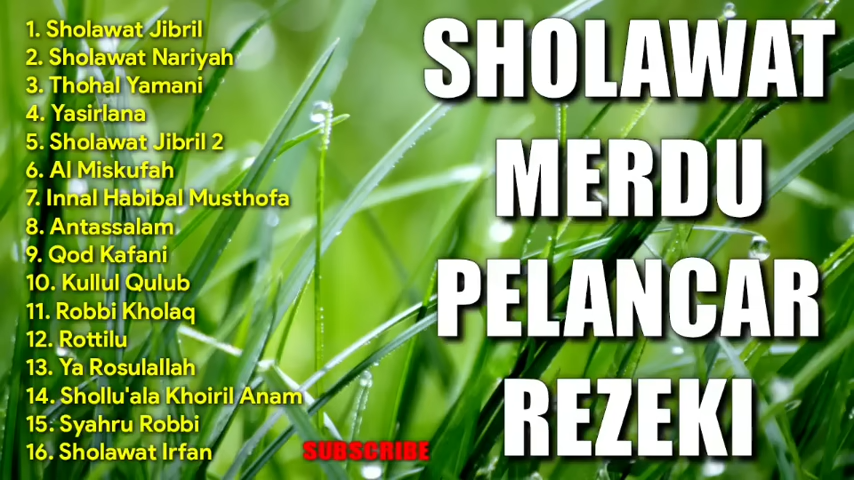 1. Sholawat Jibril
2. Sholawat Nariyah
3. Thohal Yamani
4. Yasirlana
5. Sholawat Jibril 2
6. Al Miskufah
7. Innal Habibal Musthofa
8. Antassalam
9. Qod Kafani
10. Kullul Qulub
11. Robbi Kholaq
12. Rottilu
13. Ya Rosulallah
14. Shollu'ala Khoiril Anam
15. Syahru Robbi
16. Sholawat Irfan
SUBSCRIBE
SHOLAWAT
MERDU
PELANCAR
REZEKI